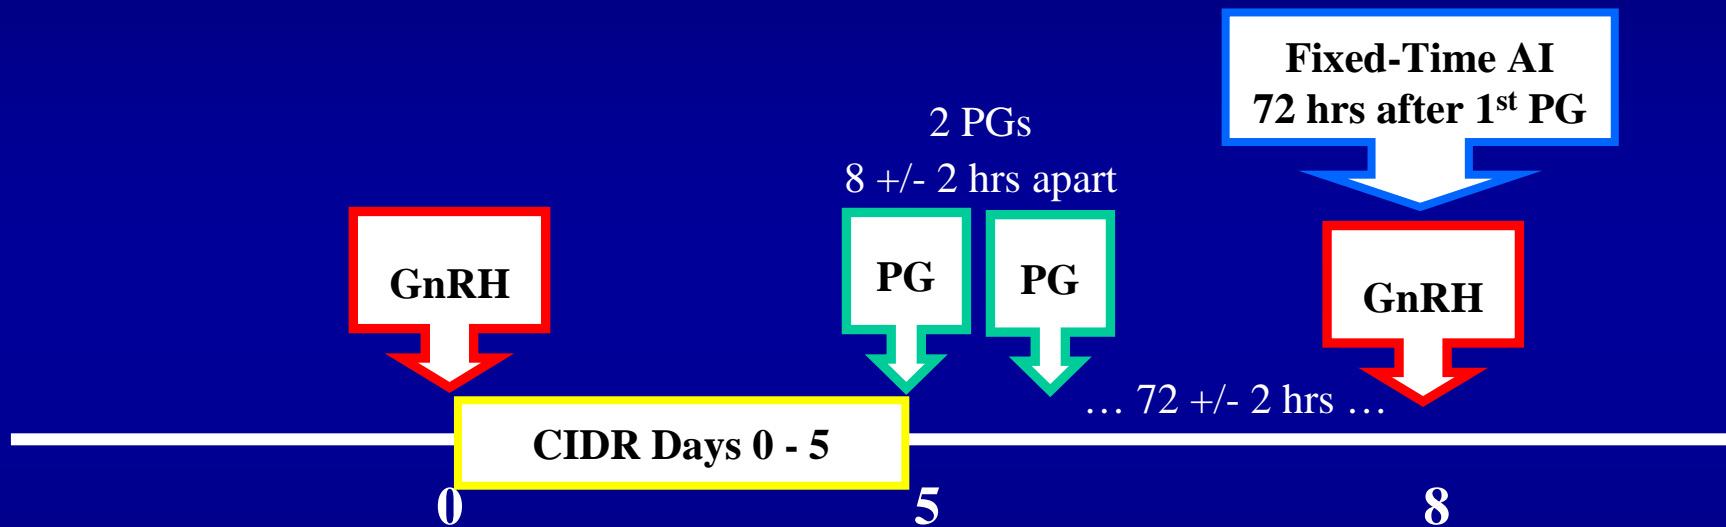 Fixed-Time AI
72 hrs after 1st PG
2 PGs
8 +/- 2 hrs apart
GnRH
PG
PG
GnRH
… 72 +/- 2 hrs …
CIDR Days 0 - 5
0
5
8